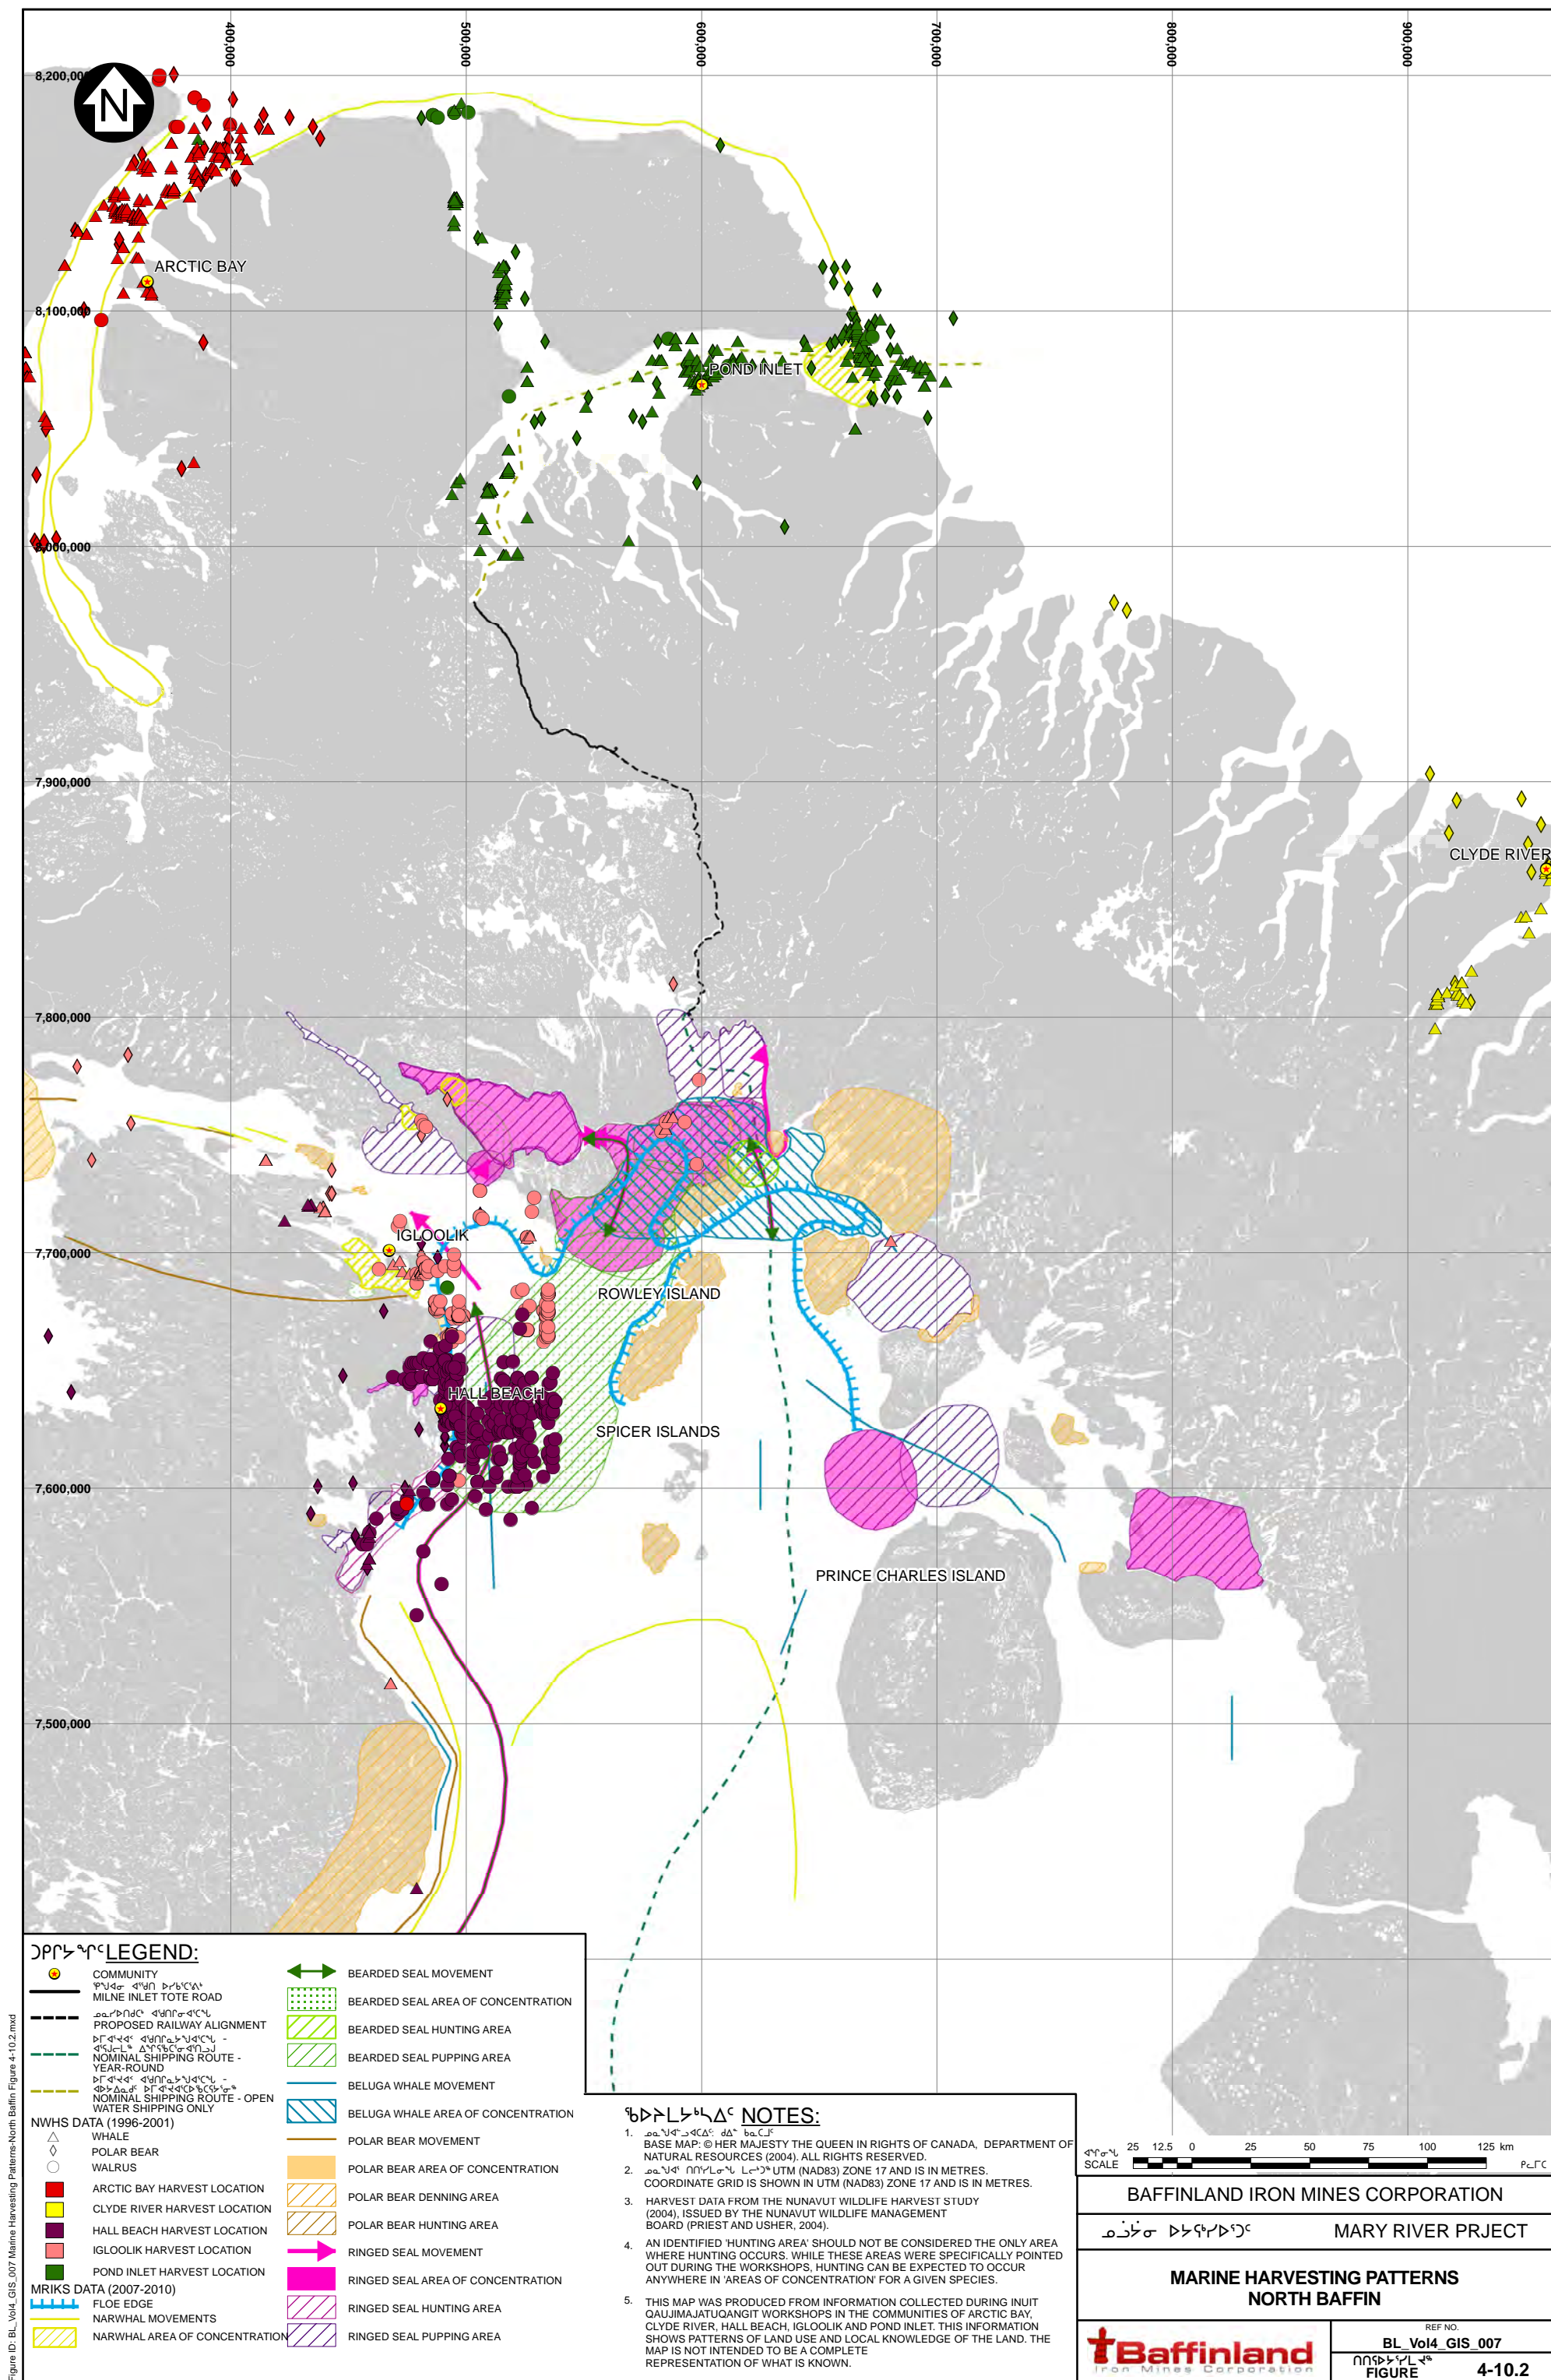 400,000
500,000
600,000
700,000
800,000
900,000
8,200,000
N
ARCTIC BAY
8,100,000
POND INLET
8,000,000
7,900,000
CLYDE RIVER
7,800,000
IGLOOLIK
7,700,000
ROWLEY ISLAND
HALL BEACH
SPICER ISLANDS
7,600,000
PRINCE CHARLES ISLAND
7,500,000
LEGEND:
COMMUNITY
MILNE INLET TOTE ROAD
PROPOSED RAILWAY ALIGNMENT
NOMINAL SHIPPING ROUTE -
YEAR-ROUND
NOMINAL SHIPPING ROUTE - OPEN
WATER SHIPPING ONLY
NWHS DATA (1996-2001)
WHALE
POLAR BEAR
WALRUS
ARCTIC BAY HARVEST LOCATION
CLYDE RIVER HARVEST LOCATION
HALL BEACH HARVEST LOCATION
IGLOOLIK HARVEST LOCATION
POND INLET HARVEST LOCATION
MRIKS DATA (2007-2010)
FLOE EDGE
NARWHAL MOVEMENTS
NARWHAL AREA OF CONCENTRATION
BEARDED SEAL MOVEMENT
BEARDED SEAL AREA OF CONCENTRATION
BEARDED SEAL HUNTING AREA
BEARDED SEAL PUPPING AREA
BELUGA WHALE MOVEMENT
BELUGA WHALE AREA OF CONCENTRATION
POLAR BEAR MOVEMENT
POLAR BEAR AREA OF CONCENTRATION
POLAR BEAR DENNING AREA
POLAR BEAR HUNTING AREA
RINGED SEAL MOVEMENT
RINGED SEAL AREA OF CONCENTRATION
RINGED SEAL HUNTING AREA
RINGED SEAL PUPPING AREA
NOTES:
1.
BASE MAP: © HER MAJESTY THE QUEEN IN RIGHTS OF CANADA, DEPARTMENT OF
NATURAL RESOURCES (2004). ALL RIGHTS RESERVED.
2. UTM (NAD83) ZONE 17 AND IS IN METRES.
COORDINATE GRID IS SHOWN IN UTM (NAD83) ZONE 17 AND IS IN METRES.
3. HARVEST DATA FROM THE NUNAVUT WILDLIFE HARVEST STUDY
(2004), ISSUED BY THE NUNAVUT WILDLIFE MANAGEMENT
BOARD (PRIEST AND USHER, 2004).
4. AN IDENTIFIED 'HUNTING AREA' SHOULD NOT BE CONSIDERED THE ONLY AREA
WHERE HUNTING OCCURS. WHILE THESE AREAS WERE SPECIFICALLY POINTED
OUT DURING THE WORKSHOPS, HUNTING CAN BE EXPECTED TO OCCUR
ANYWHERE IN 'AREAS OF CONCENTRATION' FOR A GIVEN SPECIES.
5. THIS MAP WAS PRODUCED FROM INFORMATION COLLECTED DURING INUIT
QAUJIMAJATUQANGIT WORKSHOPS IN THE COMMUNITIES OF ARCTIC BAY,
CLYDE RIVER, HALL BEACH, IGLOOLIK AND POND INLET. THIS INFORMATION
SHOWS PATTERNS OF LAND USE AND LOCAL KNOWLEDGE OF THE LAND. THE
MAP IS NOT INTENDED TO BE A COMPLETE
REPRESENTATION OF WHAT IS KNOWN.
SCALE
25 12.5 0 25 50 75 100 125 km
BAFFINLAND IRON MINES CORPORATION
MARY RIVER PRJECT
MARINE HARVESTING PATTERNS
NORTH BAFFIN
Baffinland
Iron Mines Corporation
REF NO.
BL_Vol4_GIS_007
FIGURE 4-10.2
Figure ID: BL_Vol4_GIS_007 Marine Harvesting Patterns-North Baffin Figure 4-10.2.mxd